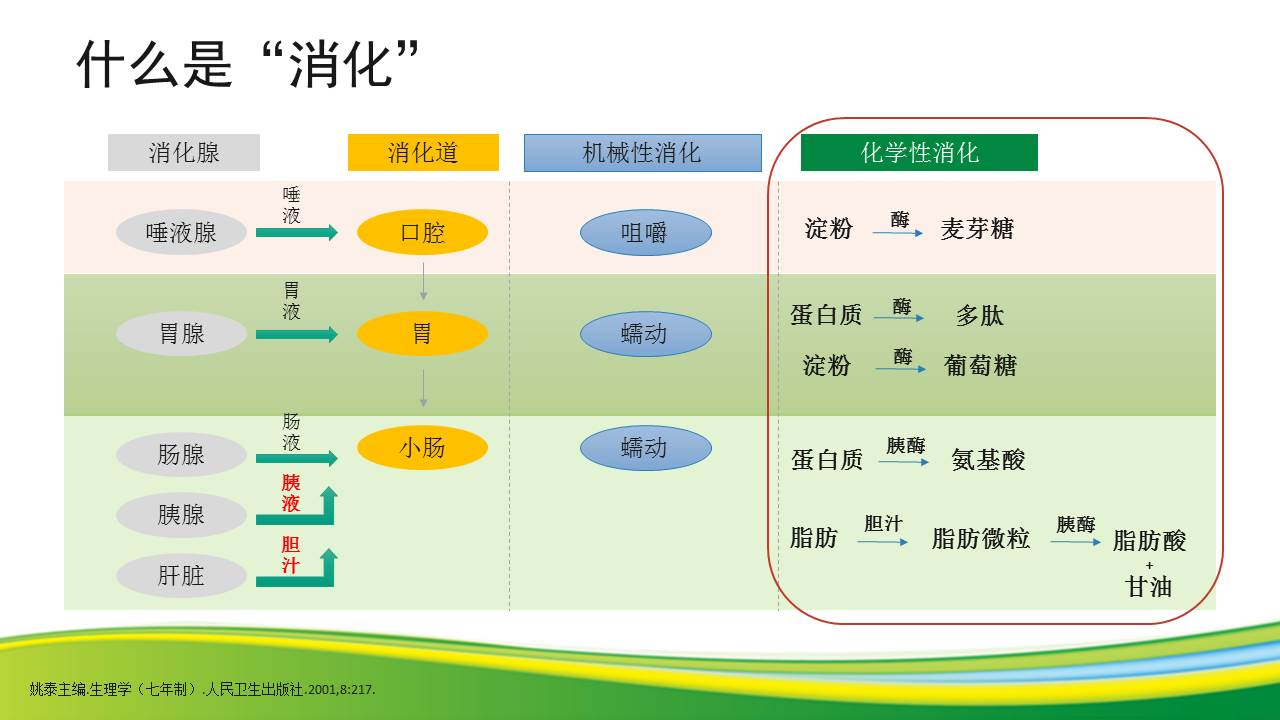 什么是“消化”
消化腺 消化道 机械性消化 化学性消化
唾液腺 唾液 口腔 咀嚼 淀粉 酶 麦芽糖
胃腺 胃液 胃 蠕动 蛋白质 酶 多肽
淀粉 酶 葡萄糖
肠腺 肠液 小肠 蠕动 蛋白质 胰酶 氨基酸
胰腺 胰液
脂肪 胆汁 脂肪微粒 胰酶 脂肪酸
+
肝脏 胆汁 甘油
姚泰主编.生理学（七年制）.人民卫生出版社.2001,8:217.